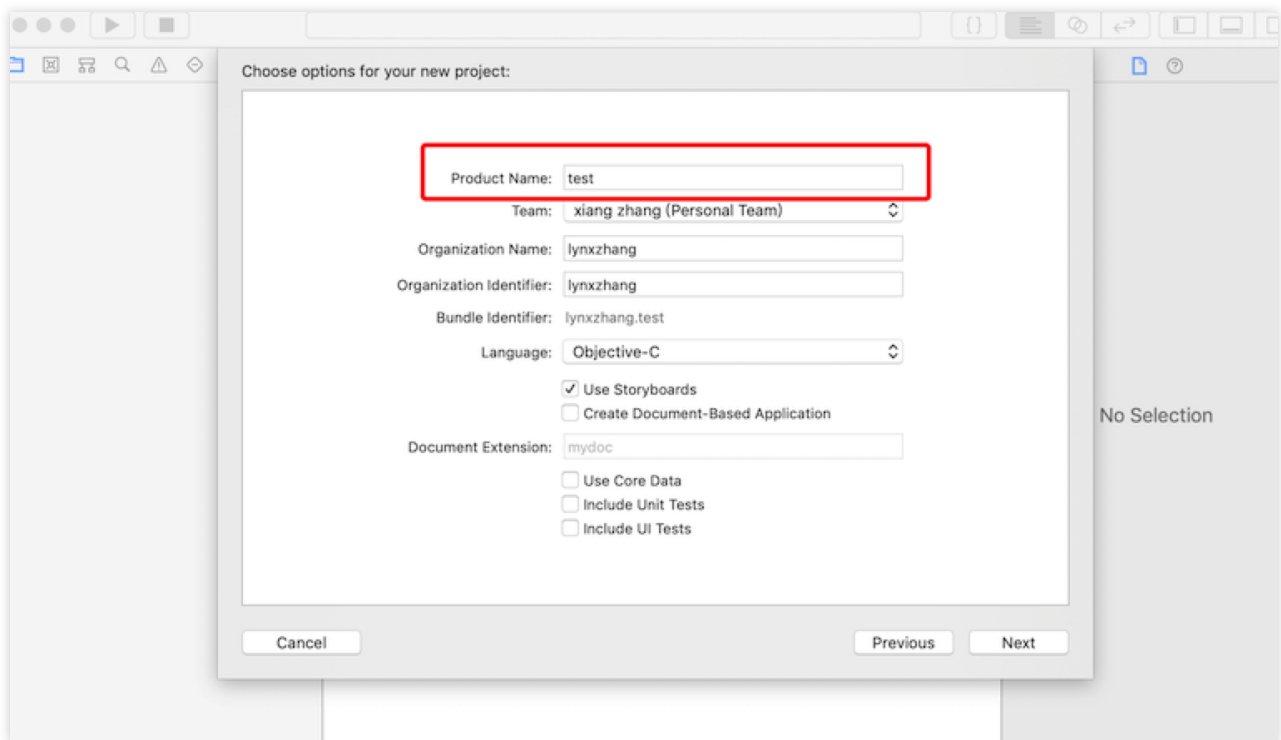 Choose options for your new project:
Product Name: test
Team: xiang zhang (Personal Team)
Organization Name: lynxzhang
Organization Identifier: lynxzhang
Bundle Identifier: lynxzhang.test
Language: Objective-C
Use Storyboards
Create Document-Based Application
No Selection
Document Extension: mydoc
Use Core Data
Include Unit Tests
Include UI Tests
Cancel Previous Next